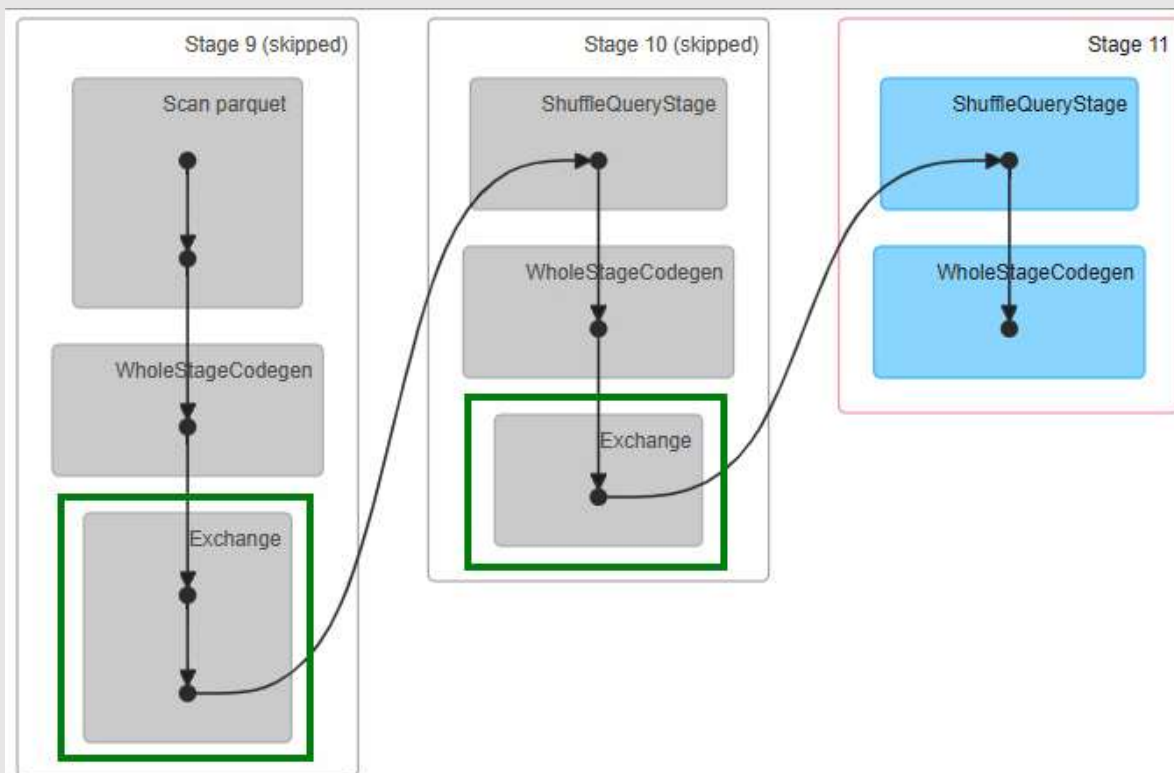 Stage 9 (skipped)
Scan parquet
WholeStageCodegen
Exchange
Stage 10 (skipped)
ShuffleQueryStage
WholeStageCodegen
Exchange
Stage 11
ShuffleQueryStage
WholeStageCodegen